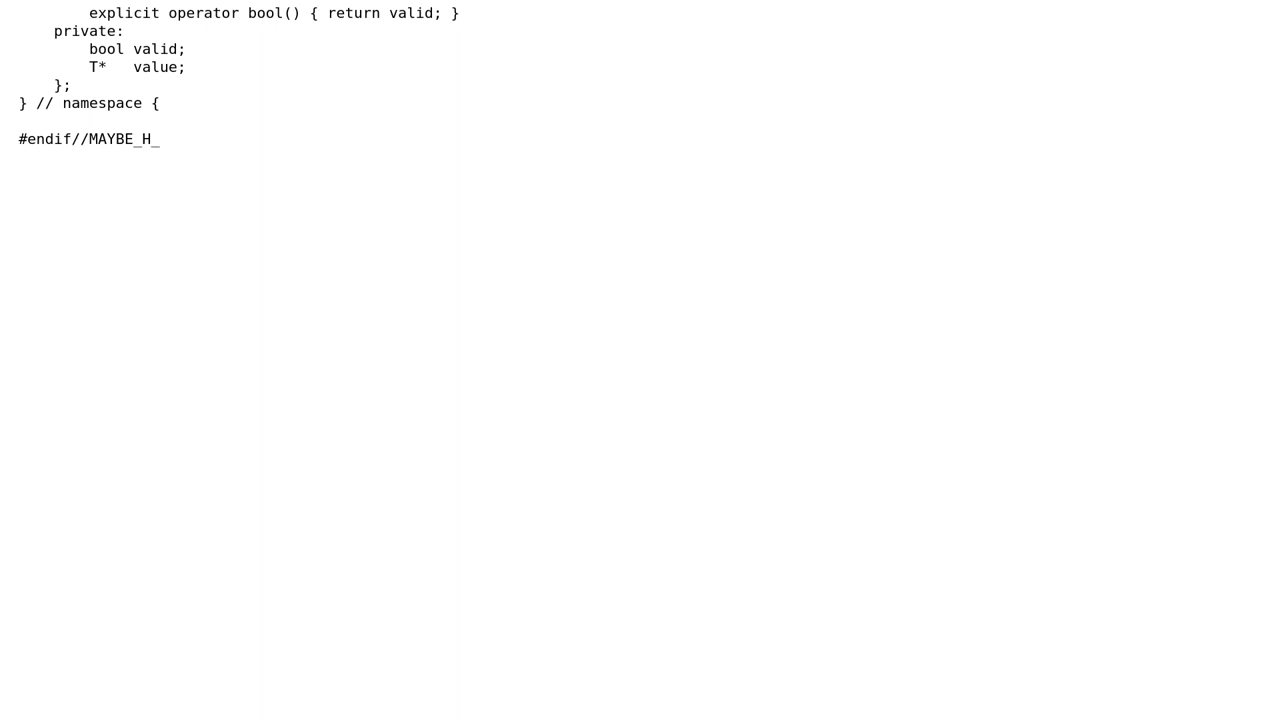 explicit operator bool() { return valid; }
    private:
        bool valid;
        T*   value;
    };
} // namespace {

#endif//MAYBE_H_